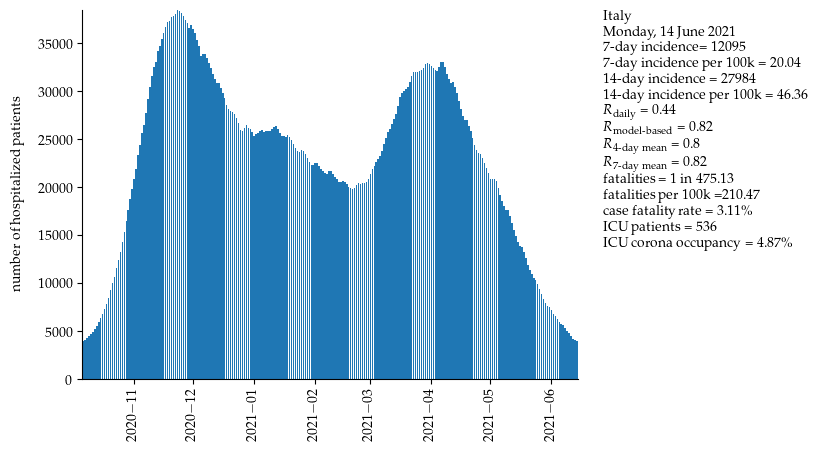 Italy
Monday, 14 June 2021
7-day incidence= 12095
7-day incidence per 100k = 20.04
14-day incidence = 27984
14-day incidence per 100k = 46.36
R_daily = 0.44
R_model-based = 0.82
R_4-day mean = 0.8
R_7-day mean = 0.82
fatalities = 1 in 475.13
fatalities per 100k =210.47
case fatality rate = 3.11%
ICU patients = 536
ICU corona occupancy = 4.87%
number of hospitalized patients
35000
30000
25000
20000
15000
10000
5000
0
2020−11
2020−12
2021−01
2021−02
2021−03
2021−04
2021−05
2021−06